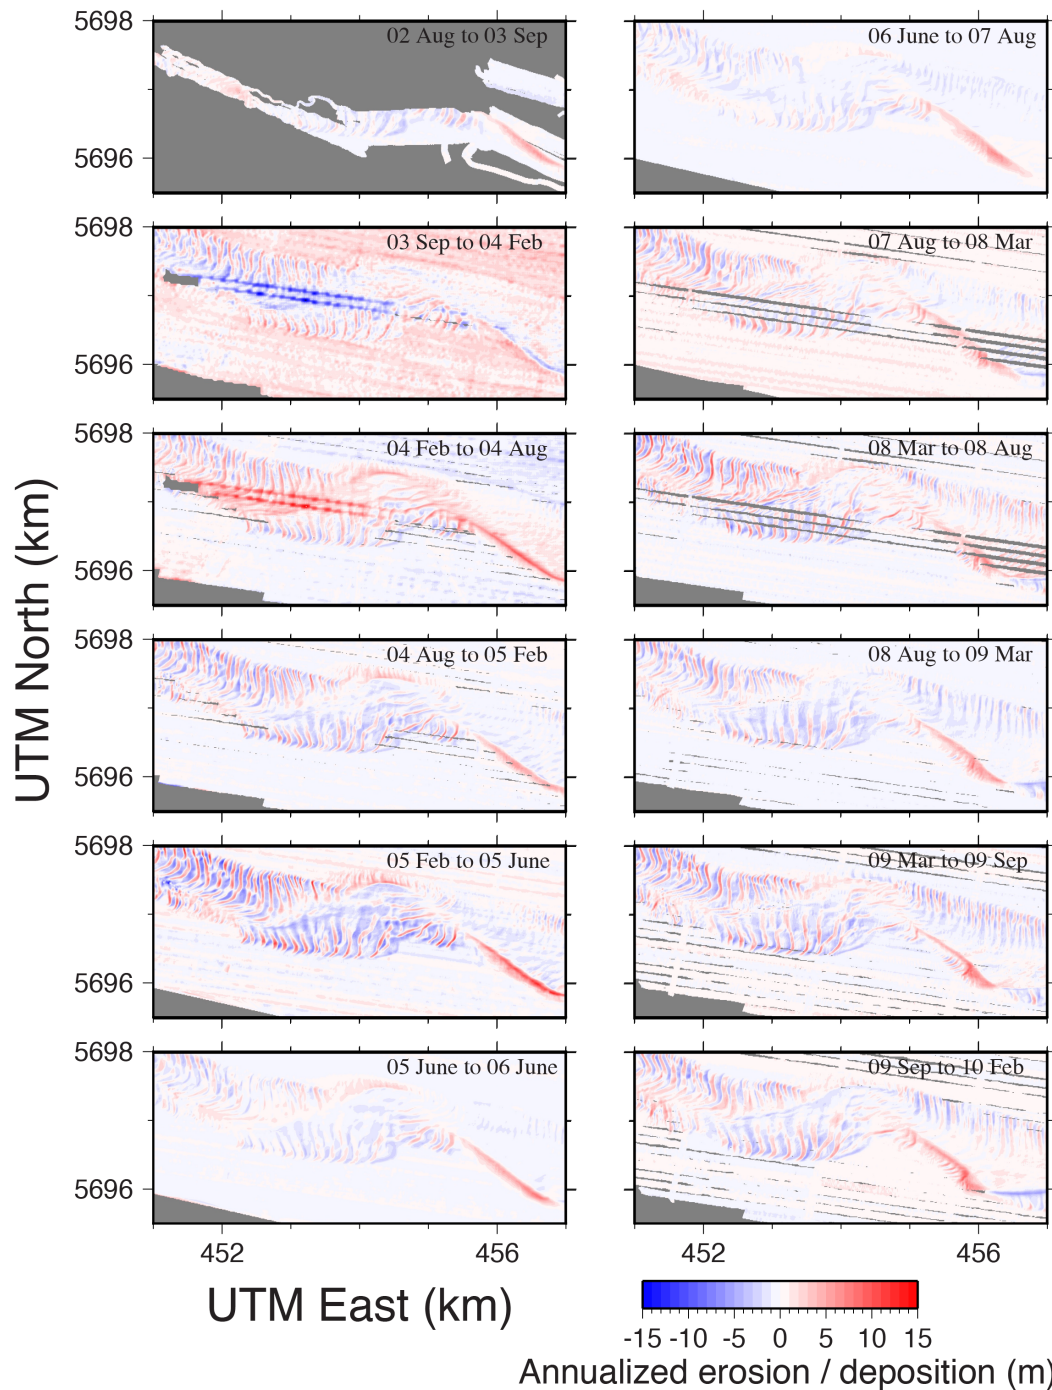 5698
5696
02 Aug to 03 Sep
06 June to 07 Aug
5698
5696
03 Sep to 04 Feb
07 Aug to 08 Mar
5698
5696
04 Feb to 04 Aug
08 Mar to 08 Aug
5698
5696
04 Aug to 05 Feb
08 Aug to 09 Mar
5698
5696
05 Feb to 05 June
09 Mar to 09 Sep
5698
5696
05 June to 06 June
09 Sep to 10 Feb
452 456
452 456
UTM North (km)
UTM East (km)
-15 -10 -5 0 5 10 15
Annualized erosion / deposition (m)